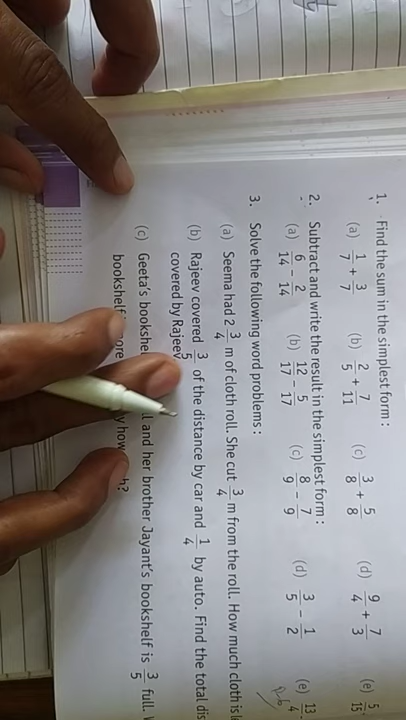 1. Find the sum in the simplest form :
(a) 1/7 + 3/7 (b) 2/5 + 7/11 (c) 3/8 + 5/8 (d) 9/4 + 7/3 (e) 5/15
2. Subtract and write the result in the simplest form :
(a) 6/14 - 2/14 (b) 12/17 - 5/17 (c) 8/9 - 7/9 (d) 3/5 - 1/2 (e) 13/4 -
3. Solve the following word problems :
(a) Seema had 2 3/4 m of cloth roll. She cut 3/4 m from the roll. How much cloth is
(b) Rajeev covered 3/5 of the distance by car and 1/4 by auto. Find the total dis
covered by Rajeev
(c) Geeta's bookshel and her brother Jayant's bookshelf is 3/5 full.
bookshelf